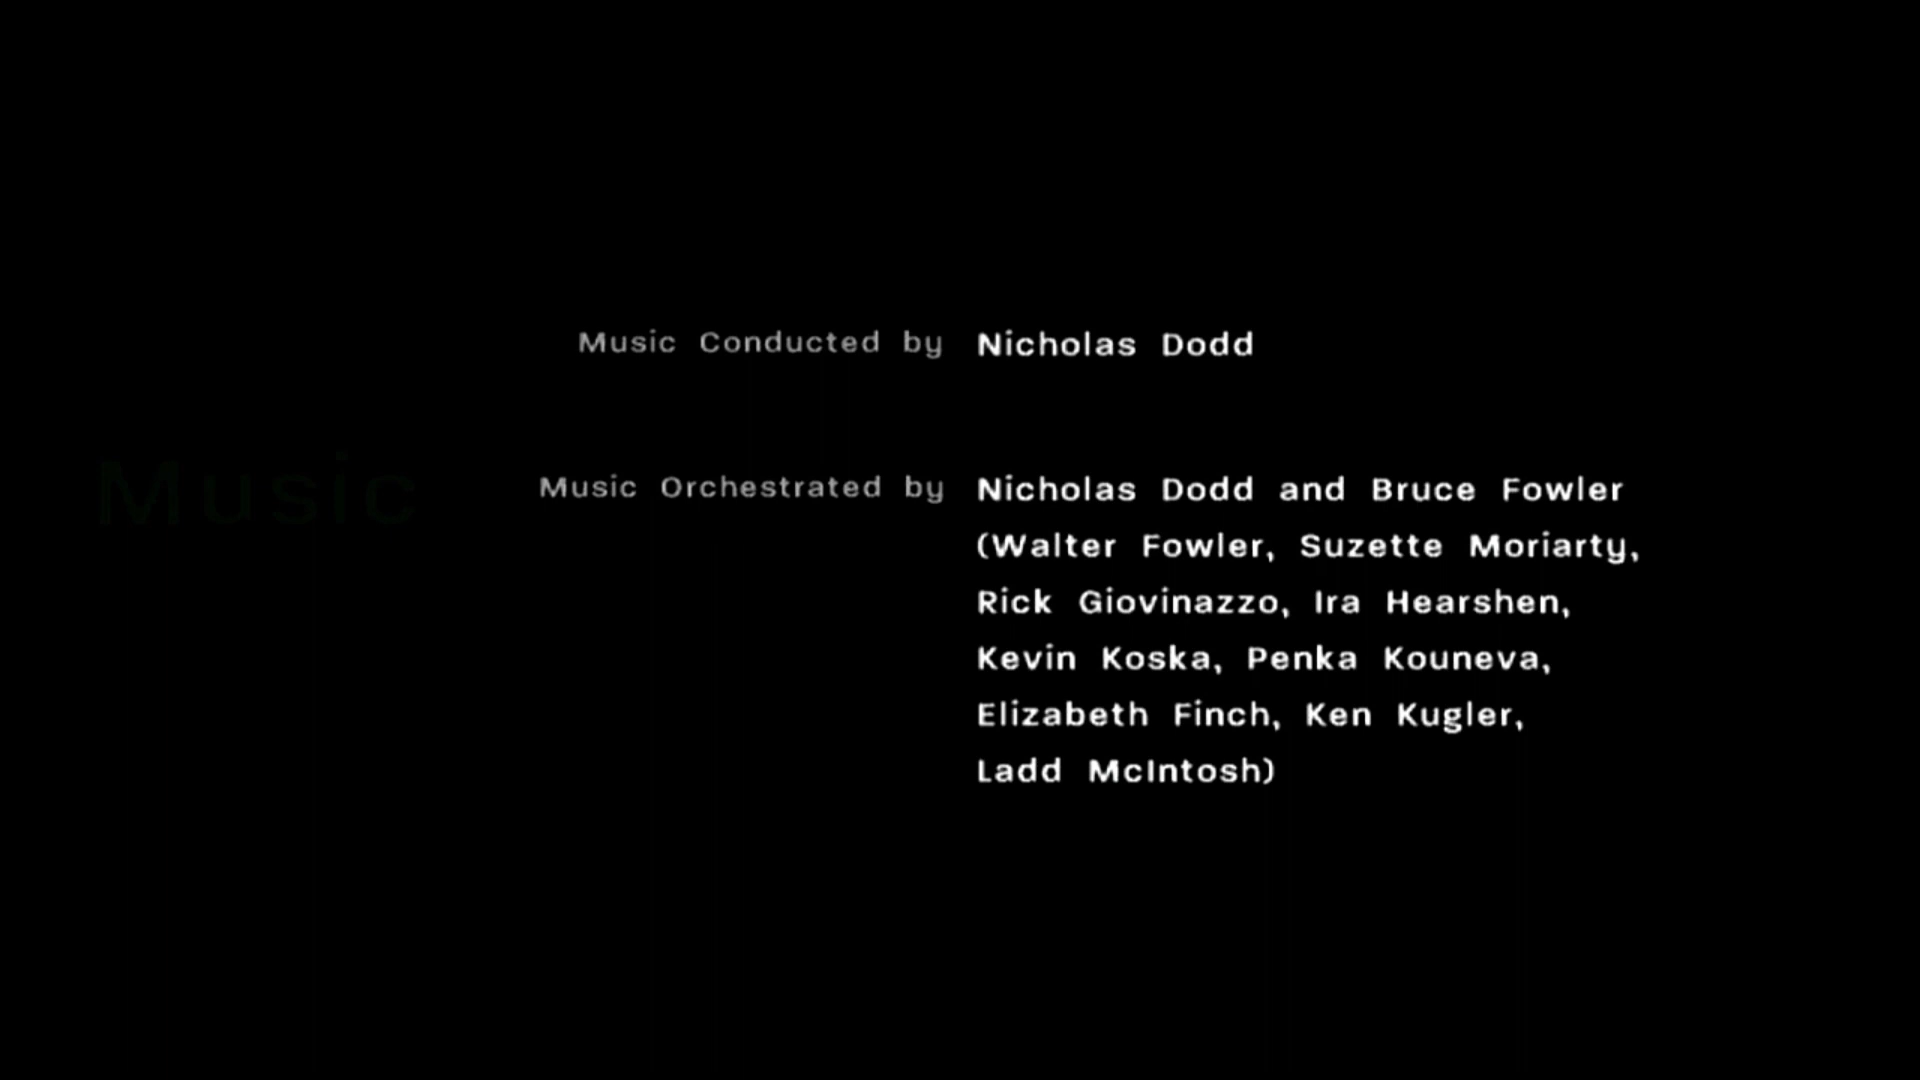 Music Conducted by Nicholas Dodd
Music
Music Orchestrated by Nicholas Dodd and Bruce Fowler
(Walter Fowler, Suzette Moriarty,
Rick Giovinazzo, Ira Hearshen,
Kevin Koska, Penka Kouneva,
Elizabeth Finch, Ken Kugler,
Ladd McIntosh)